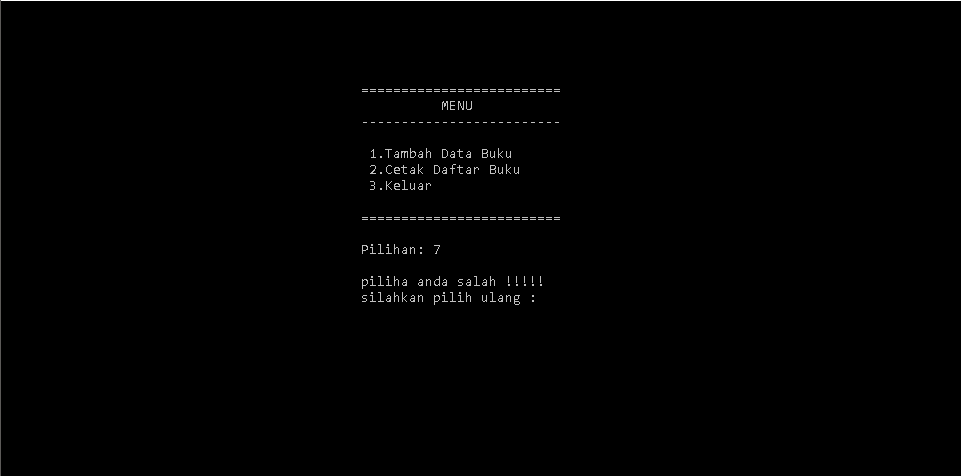 =========================
MENU
-------------------------
1.Tambah Data Buku
2.Cetak Daftar Buku
3.Keluar
=========================
Pilihan: 7
piliha anda salah !!!!!
silahkan pilih ulang :